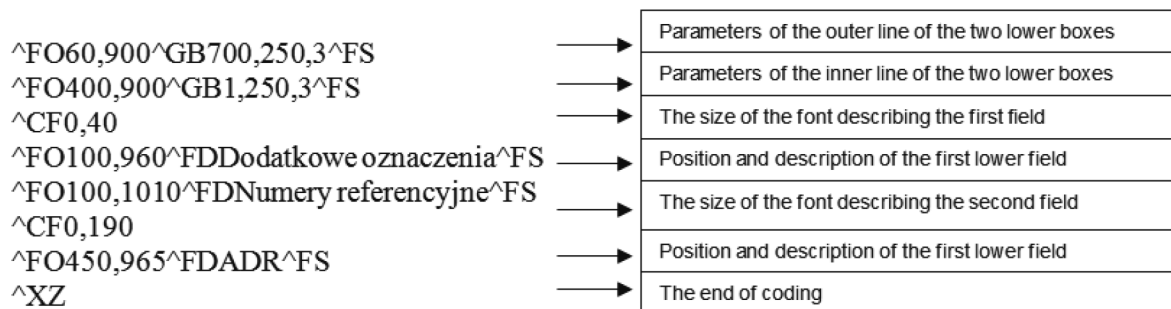 ^FO60,900^GB700,250,3^FS
^FO400,900^GB1,250,3^FS
^CF0,40
^FO100,960^FDDodatkowe oznaczenia^FS
^FO100,1010^FDNumery referencyjne^FS
^CF0,190
^FO450,965^FDADR^FS
^XZ
Parameters of the outer line of the two lower boxes
Parameters of the inner line of the two lower boxes
The size of the font describing the first field
Position and description of the first lower field
The size of the font describing the second field
Position and description of the first lower field
The end of coding